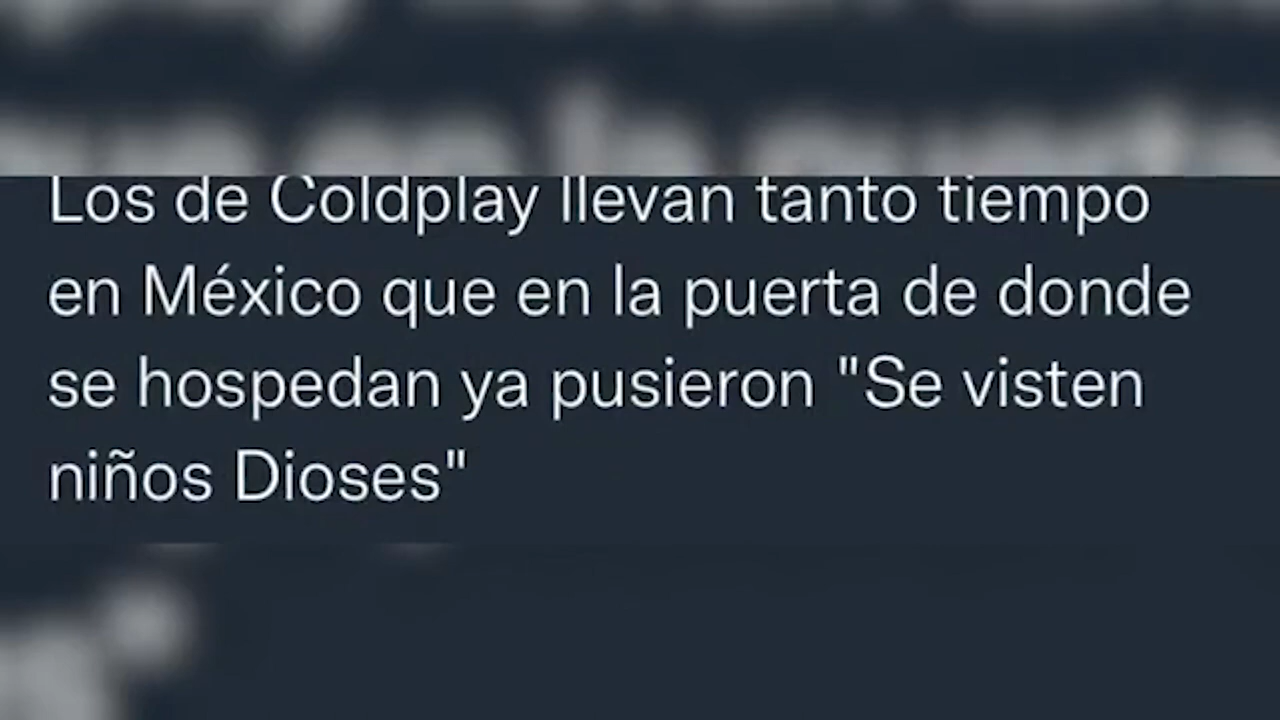 Los de Coldplay llevan tanto tiempo
en México que en la puerta de donde
se hospedan ya pusieron "Se visten
niños Dioses"